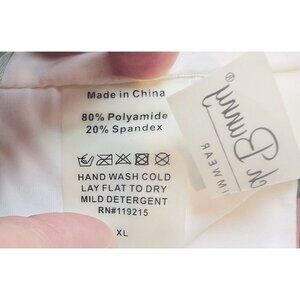 Made in China
80% Polyamide
20% Spandex
HAND WASH COLD
LAY FLAT TO DRY
MILD DETERGENT
RN#119215
XL
®
Bunny